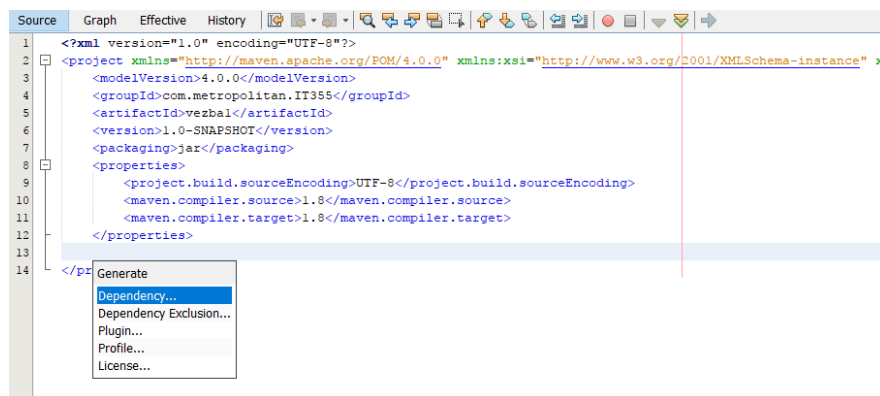 Source Graph Effective History
1 <?xml version="1.0" encoding="UTF-8"?>
2 <project xmlns="http://maven.apache.org/POM/4.0.0" xmlns:xsi="http://www.w3.org/2001/XMLSchema-instance" x
3 <modelVersion>4.0.0</modelVersion>
4 <groupId>com.metropolitan.IT355</groupId>
5 <artifactId>vezba1</artifactId>
6 <version>1.0-SNAPSHOT</version>
7 <packaging>jar</packaging>
8 <properties>
9 <project.build.sourceEncoding>UTF-8</project.build.sourceEncoding>
10 <maven.compiler.source>1.8</maven.compiler.source>
11 <maven.compiler.target>1.8</maven.compiler.target>
12 </properties>
13
14 </pr
Generate
Dependency...
Dependency Exclusion...
Plugin...
Profile...
License...